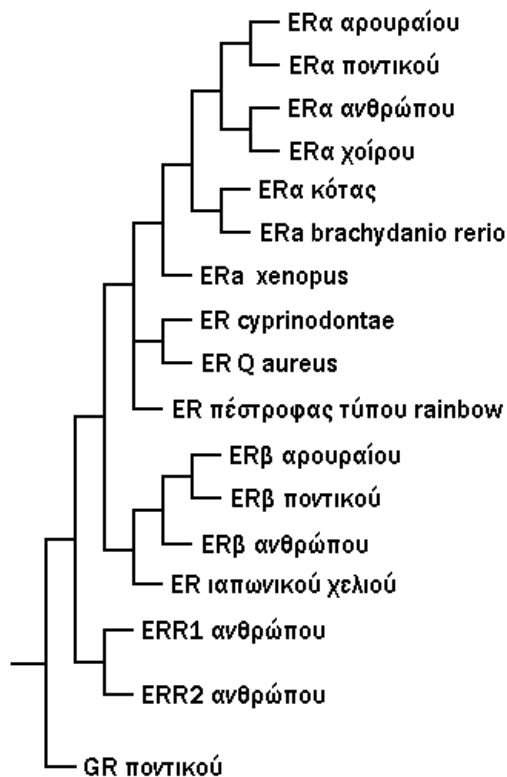 ERα αρουραίου
ERα ποντικού
ERα ανθρώπου
ERα χοίρου
ERα κότας
ERa brachydanio rerio
ERa xenopus
ER cyprinodontae
ER Q aureus
ER πέστροφας τύπου rainbow
ERβ αρουραίου
ERβ ποντικού
ERβ ανθρώπου
ER ιαπωνικού χελιού
ERR1 ανθρώπου
ERR2 ανθρώπου
GR ποντικού